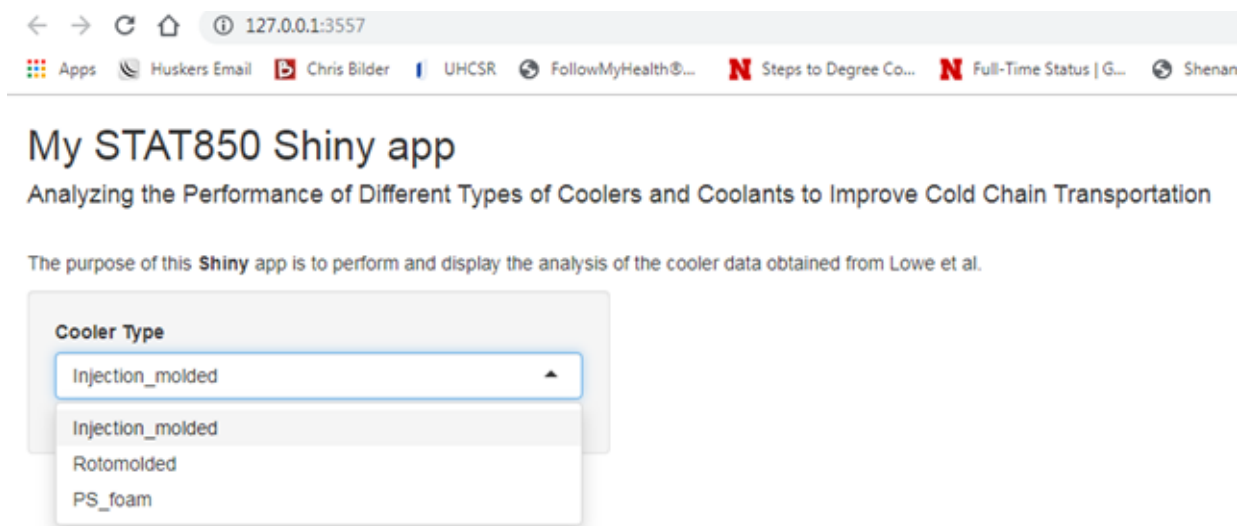 127.0.0.1:3557
Apps Huskers Email Chris Bilder UHCSR FollowMyHealth®... Steps to Degree Co... Full-Time Status | G... Shenan
My STAT850 Shiny app
Analyzing the Performance of Different Types of Coolers and Coolants to Improve Cold Chain Transportation
The purpose of this Shiny app is to perform and display the analysis of the cooler data obtained from Lowe et al.
Cooler Type
Injection_molded
Injection_molded
Rotomolded
PS_foam